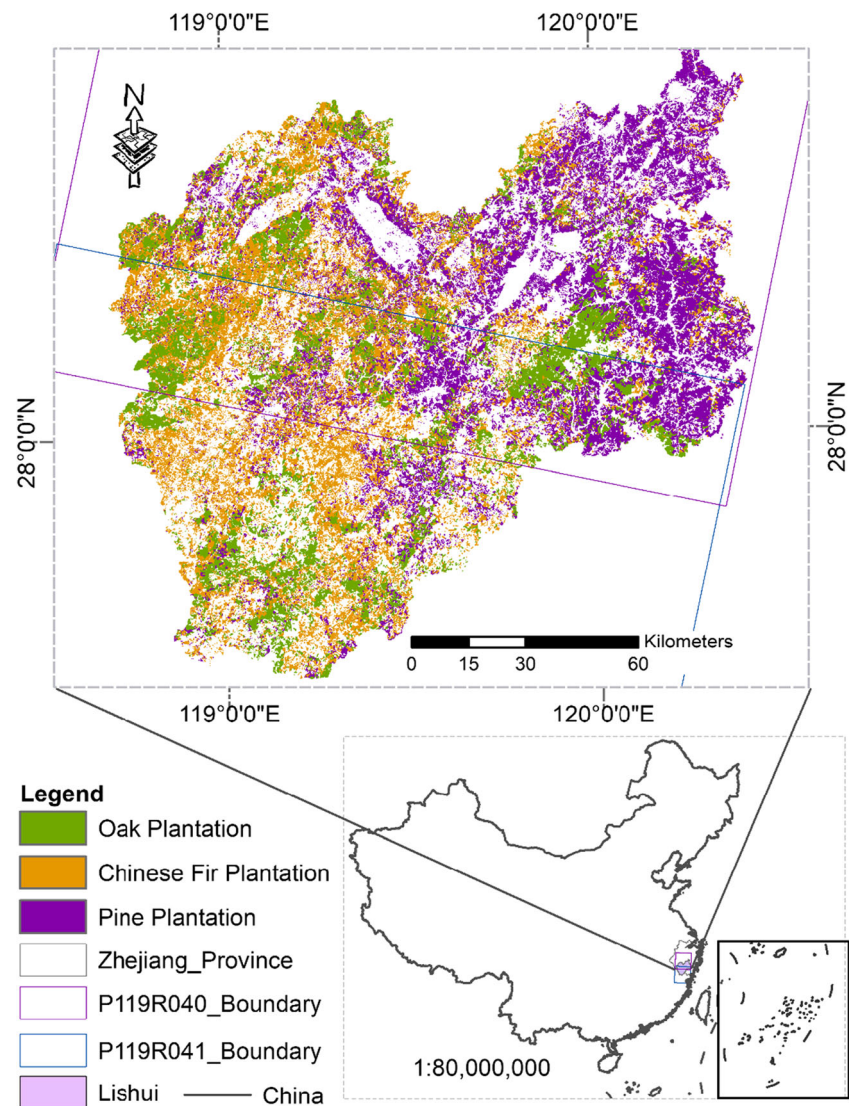 119°0'0"E 120°0'0"E
N
28°0'0"N 28°0'0"N
Kilometers
0 15 30 60
119°0'0"E 120°0'0"E
Legend
Oak Plantation
Chinese Fir Plantation
Pine Plantation
Zhejiang_Province
P119R040_Boundary
P119R041_Boundary
1:80,000,000
Lishui China